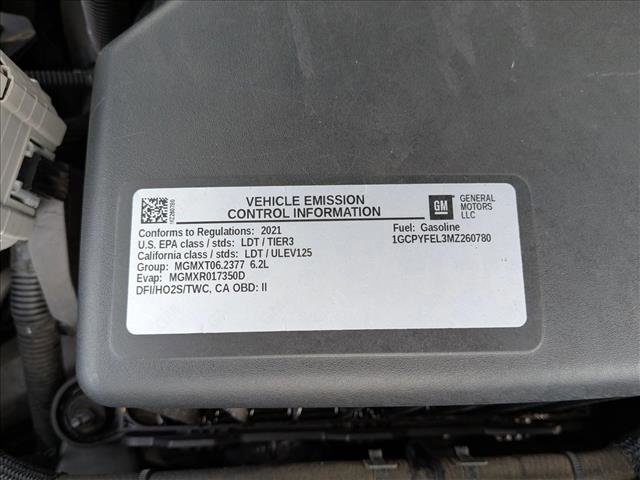 MZ260780
VEHICLE EMISSION
CONTROL INFORMATION
GM
GENERAL
MOTORS
LLC
Conforms to Regulations: 2021
U.S. EPA class / stds: LDT / TIER3
California class / stds: LDT / ULEV125
Group: MGMXT06.2377 6.2L
Evap: MGMXR017350D
DFI/HO2S/TWC, CA OBD: II
Fuel: Gasoline
1GCPYFEL3MZ260780